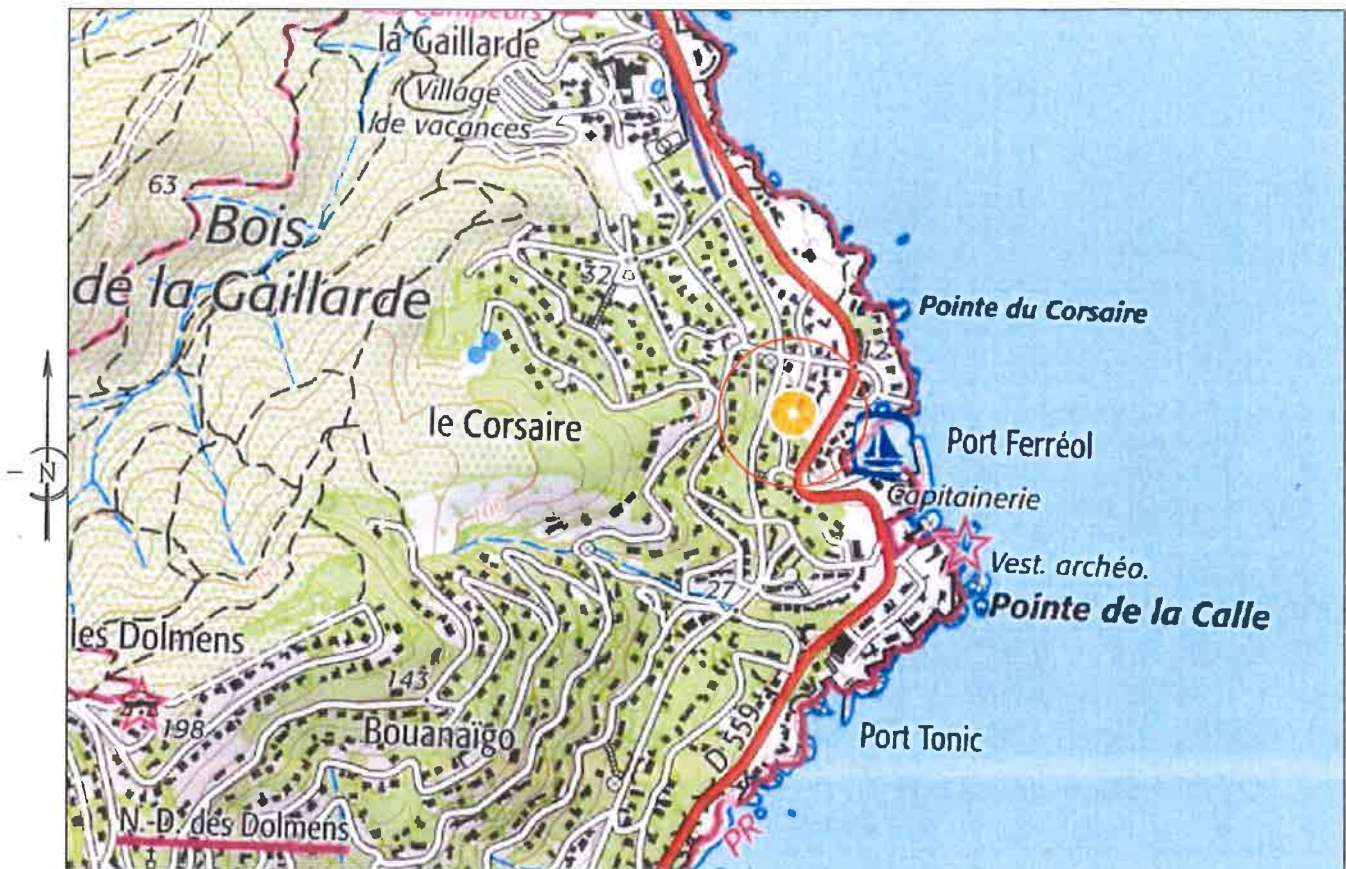 la Gaillarde
Village
de vacances
63
Bois
de la Gaillarde
32
Pointe du Corsaire
12
le Corsaire
Port Ferréol
N
Capitainerie
Vest. archéo.
27
Pointe de la Calle
les Dolmens
143
198
Bouanaïgo
D 559
Port Tonic
N.-D. des Dolmens
PR